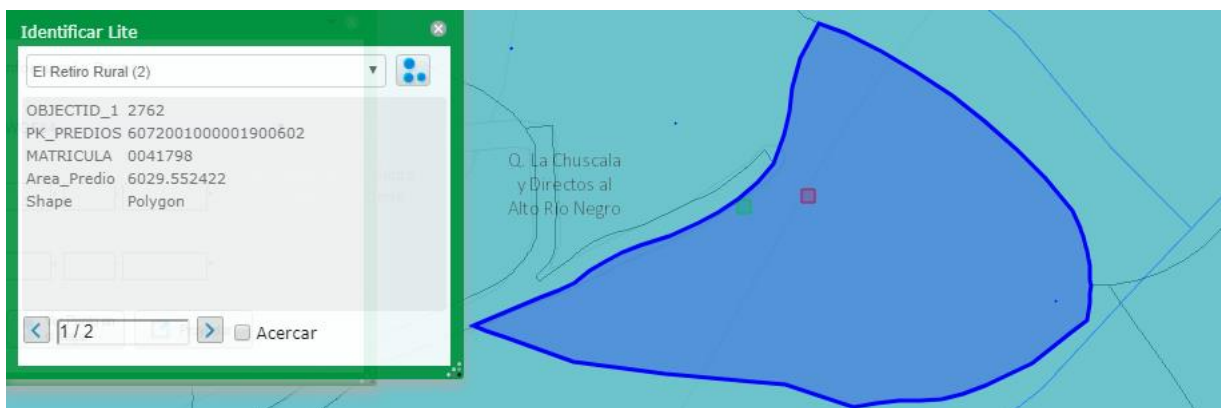 Identificar Lite
El Retiro Rural (2)
OBJECTID_1 2762
PK_PREDIOS 6072001000001900602
MATRICULA 0041798
Area_Predio 6029.552422
Shape Polygon
1 / 2
Acercar
Q. La Chuscala
y Directos al
Alto Río Negro